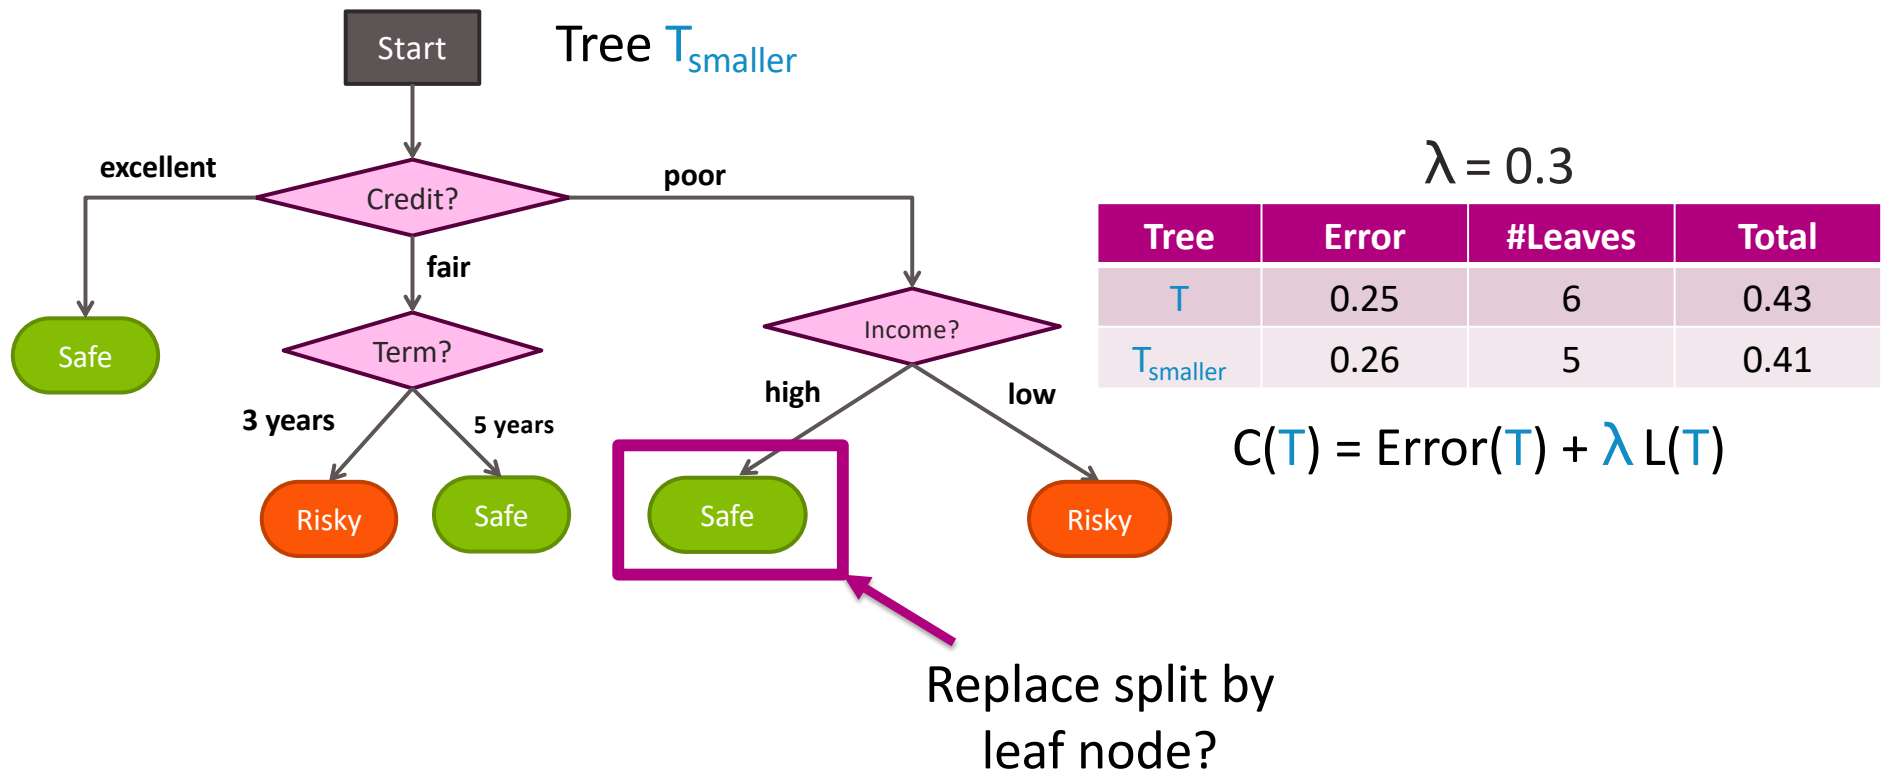 Start
Tree Tsmaller
excellent
Credit?
poor
fair
Safe
Term?
Income?
3 years
5 years
high
low
Risky
Safe
Safe
Risky
Replace split by
leaf node?
λ = 0.3
Tree Error #Leaves Total
T 0.25 6 0.43
Tsmaller 0.26 5 0.41
C(T) = Error(T) + λ L(T)